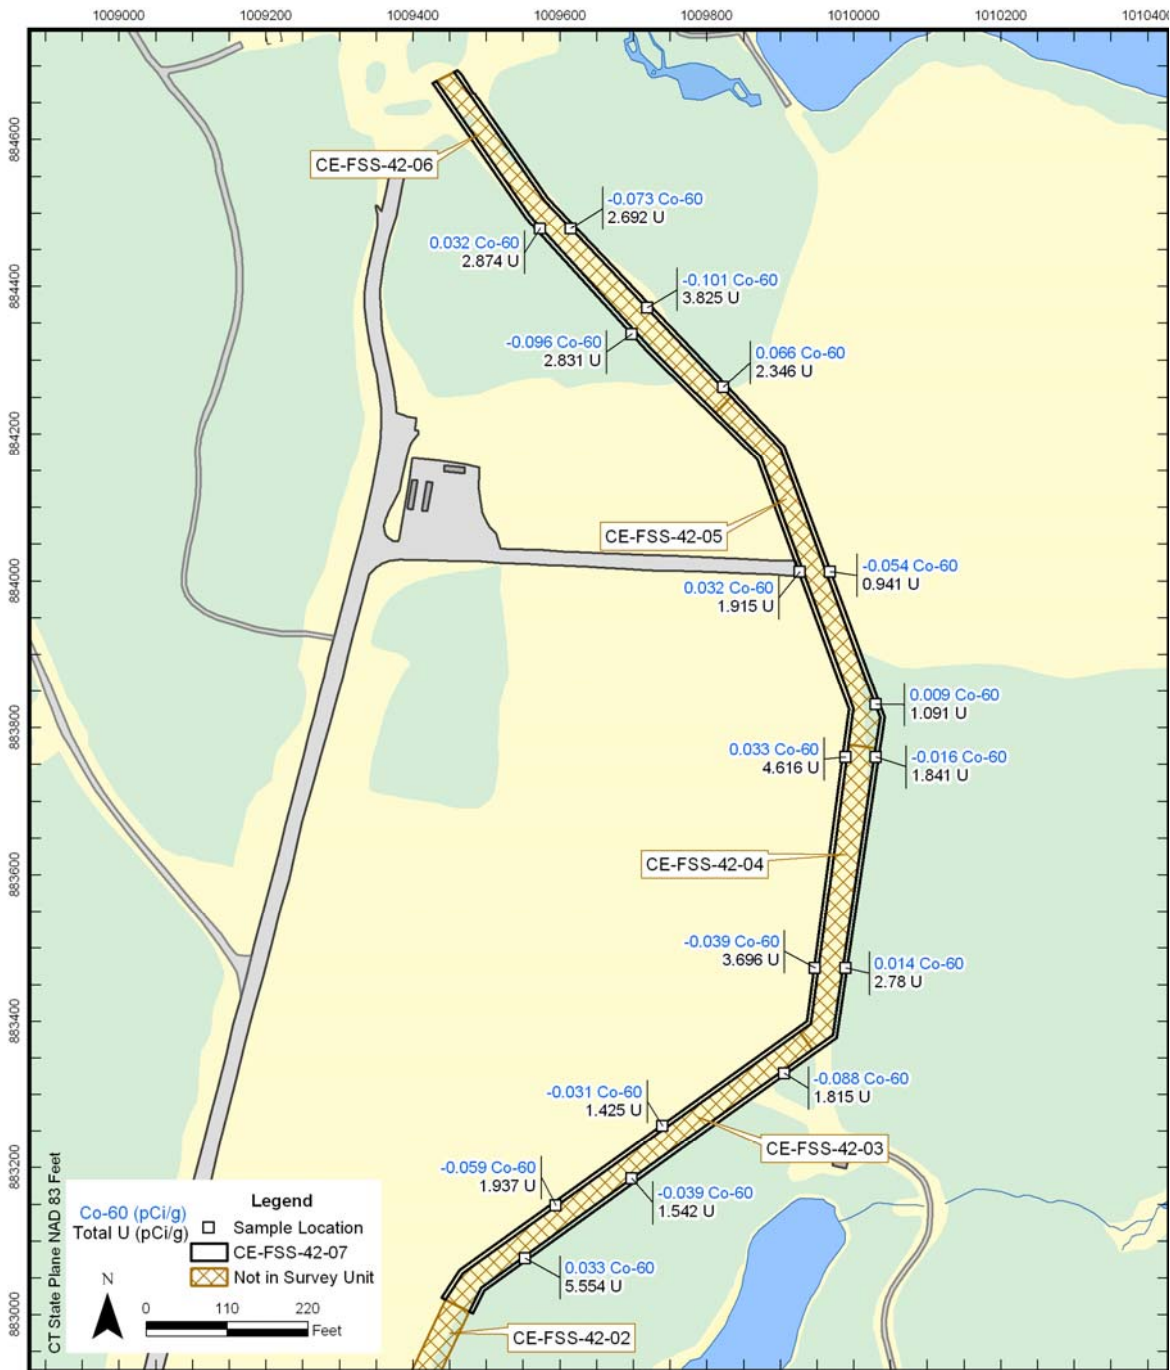 1009000
1009200
1009400
1009600
1009800
1010000
1010200
1010400
884600
884400
884200
884000
883800
883600
883400
883200
883000
CE-FSS-42-06
-0.073 Co-60
2.692 U
0.032 Co-60
2.874 U
-0.101 Co-60
3.825 U
-0.096 Co-60
2.831 U
0.066 Co-60
2.346 U
CE-FSS-42-05
-0.054 Co-60
0.941 U
0.032 Co-60
1.915 U
0.009 Co-60
1.091 U
0.033 Co-60
4.616 U
-0.016 Co-60
1.841 U
CE-FSS-42-04
-0.039 Co-60
3.696 U
0.014 Co-60
2.78 U
-0.088 Co-60
1.815 U
-0.031 Co-60
1.425 U
CE-FSS-42-03
-0.059 Co-60
1.937 U
-0.039 Co-60
1.542 U
0.033 Co-60
5.554 U
CE-FSS-42-02
CT State Plane NAD 83 Feet
Legend
Co-60 (pCi/g)
Total U (pCi/g)
Sample Location
CE-FSS-42-07
Not in Survey Unit
N
0 110 220
Feet